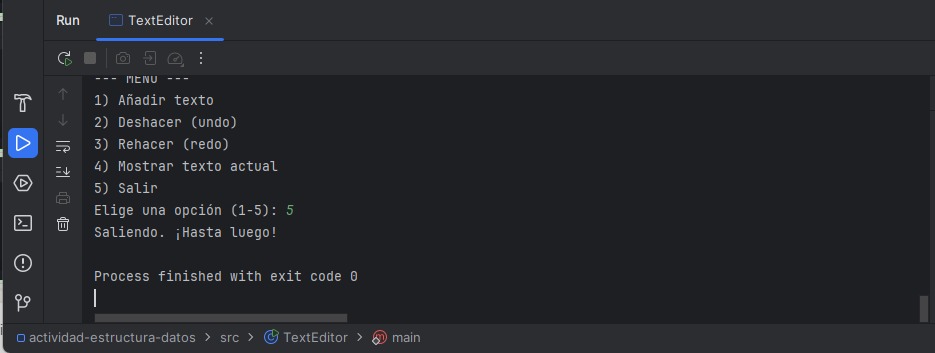 Run TextEditor
--- MENÚ ---
1) Añadir texto
2) Deshacer (undo)
3) Rehacer (redo)
4) Mostrar texto actual
5) Salir
Elige una opción (1-5): 5
Saliendo. ¡Hasta luego!
Process finished with exit code 0
actividad-estructura-datos > src > TextEditor > main